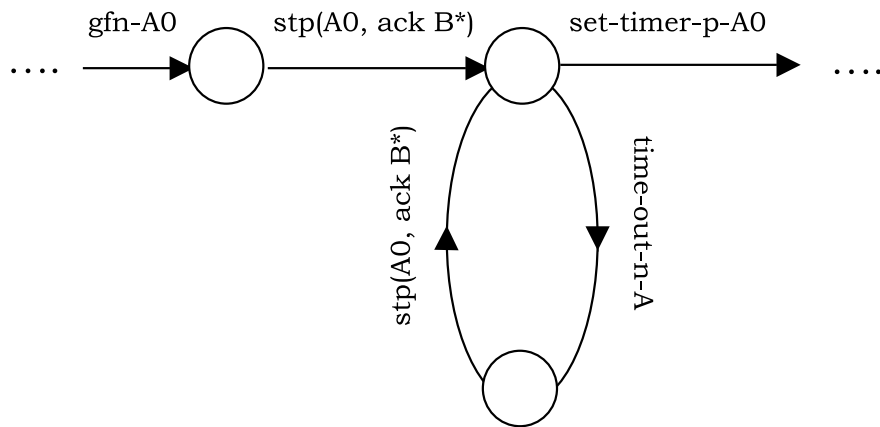 gfn-A0
stp(A0, ack B*)
set-timer-p-A0
....
....
stp(A0, ack B*)
time-out-n-A